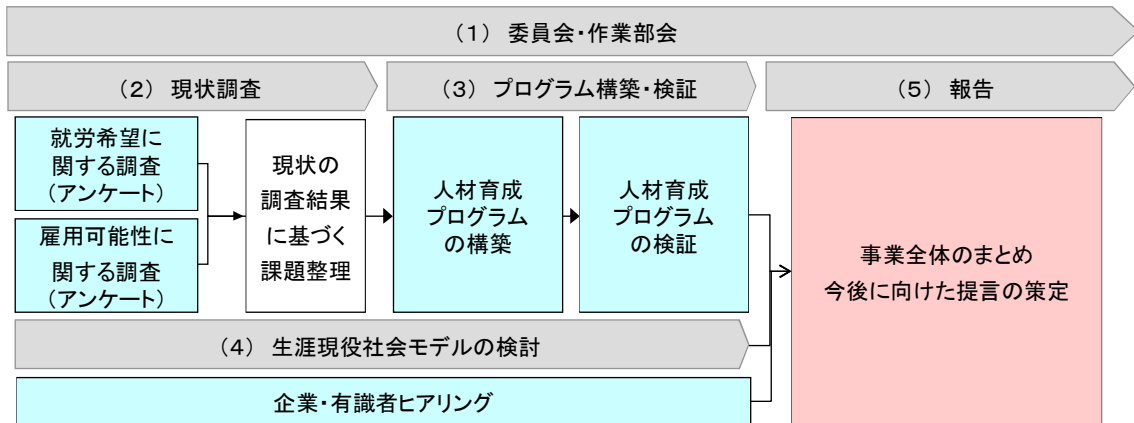 （１） 委員会・作業部会
（２） 現状調査
（３） プログラム構築・検証
（５） 報告
就労希望に
関する調査
（アンケート）
雇用可能性に
関する調査
（アンケート）
現状の
調査結果
に基づく
課題整理
人材育成
プログラム
の構築
人材育成
プログラム
の検証
事業全体のまとめ
今後に向けた提言の策定
（４） 生涯現役社会モデルの検討
企業・有識者ヒアリング